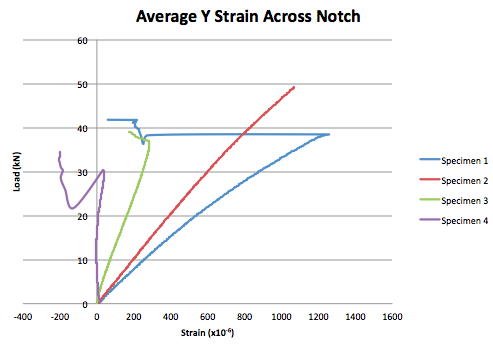 Average Y Strain Across Notch
60
50
40
30
20
10
0
Load (kN)
-400 -200 0 200 400 600 800 1000 1200 1400 1600
Strain (x10⁻⁶)
Specimen 1
Specimen 2
Specimen 3
Specimen 4